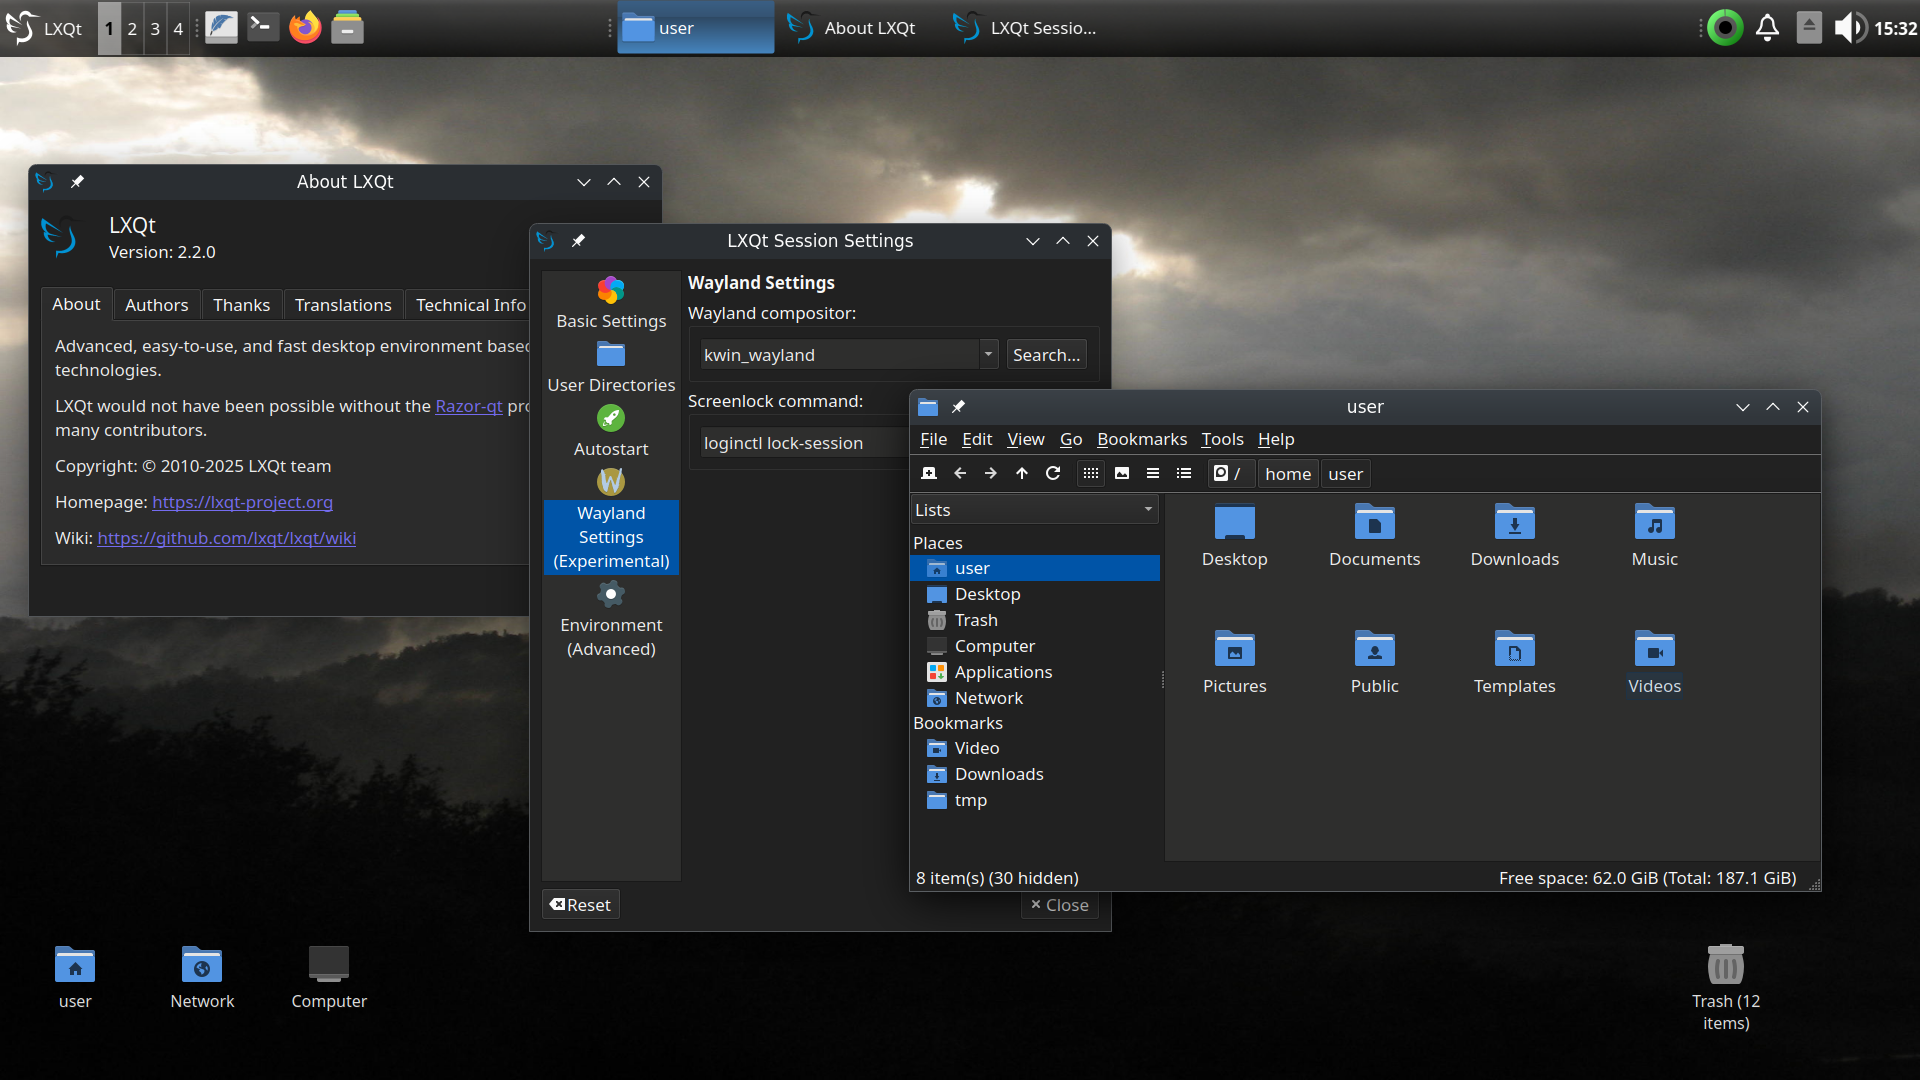 LXQt
1
2
3
4
user
About LXQt
LXQt Sessio...
15:32
About LXQt
LXQt
Version: 2.2.0
About
Authors
Thanks
Translations
Technical Info
Advanced, easy-to-use, and fast desktop environment
technologies.
LXQt would not have been possible without the Razor-qt
many contributors.
Copyright: © 2010-2025 LXQt team
Homepage: https://lxqt-project.org
Wiki: https://github.com/lxqt/lxqt/wiki
LXQt Session Settings
Basic Settings
User Directories
Autostart
Wayland
Settings
(Experimental)
Environment
(Advanced)
Wayland Settings
Wayland compositor:
kwin_wayland
Search...
Screenlock command:
loginctl lock-session
Reset
Close
user
File Edit View Go Bookmarks Tools Help
/
home
user
Lists
Places
user
Desktop
Trash
Computer
Applications
Network
Bookmarks
Video
Downloads
tmp
Desktop
Documents
Downloads
Music
Pictures
Public
Templates
Videos
8 item(s) (30 hidden)
Free space: 62.0 GiB (Total: 187.1 GiB)
user
Network
Computer
Trash (12
items)